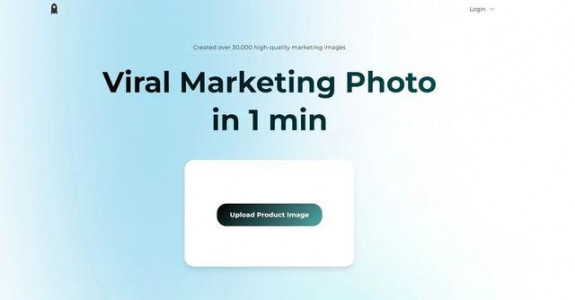 Login
Created over 30,000 high-quality marketing images
Viral Marketing Photo
in 1 min
Upload Product Image